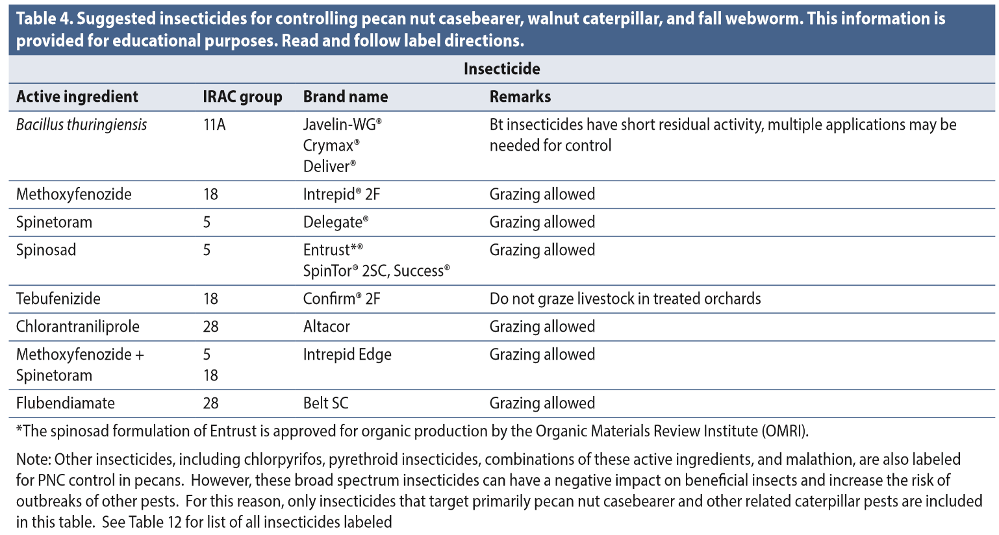 Table 4. Suggested insecticides for controlling pecan nut casebearer, walnut caterpillar, and fall webworm. This information is
provided for educational purposes. Read and follow label directions.
Insecticide
Active ingredient IRAC group Brand name Remarks
Bacillus thuringiensis 11A Javelin-WG® Bt insecticides have short residual activity, multiple applications may be
Crymax® needed for control
Deliver®
Methoxyfenozide 18 Intrepid® 2F Grazing allowed
Spinetoram 5 Delegate® Grazing allowed
Spinosad 5 Entrust*® Grazing allowed
SpinTor® 2SC, Success®
Tebufenizide 18 Confirm® 2F Do not graze livestock in treated orchards
Chlorantraniliprole 28 Altacor Grazing allowed
Methoxyfenozide + 5 Intrepid Edge Grazing allowed
Spinetoram 18
Flubendiamate 28 Belt SC Grazing allowed
*The spinosad formulation of Entrust is approved for organic production by the Organic Materials Review Institute (OMRI).
Note: Other insecticides, including chlorpyrifos, pyrethroid insecticides, combinations of these active ingredients, and malathion, are also labeled
for PNC control in pecans.  However, these broad spectrum insecticides can have a negative impact on beneficial insects and increase the risk of
outbreaks of other pests.  For this reason, only insecticides that target primarily pecan nut casebearer and other related caterpillar pests are included
in this table.  See Table 12 for list of all insecticides labeled